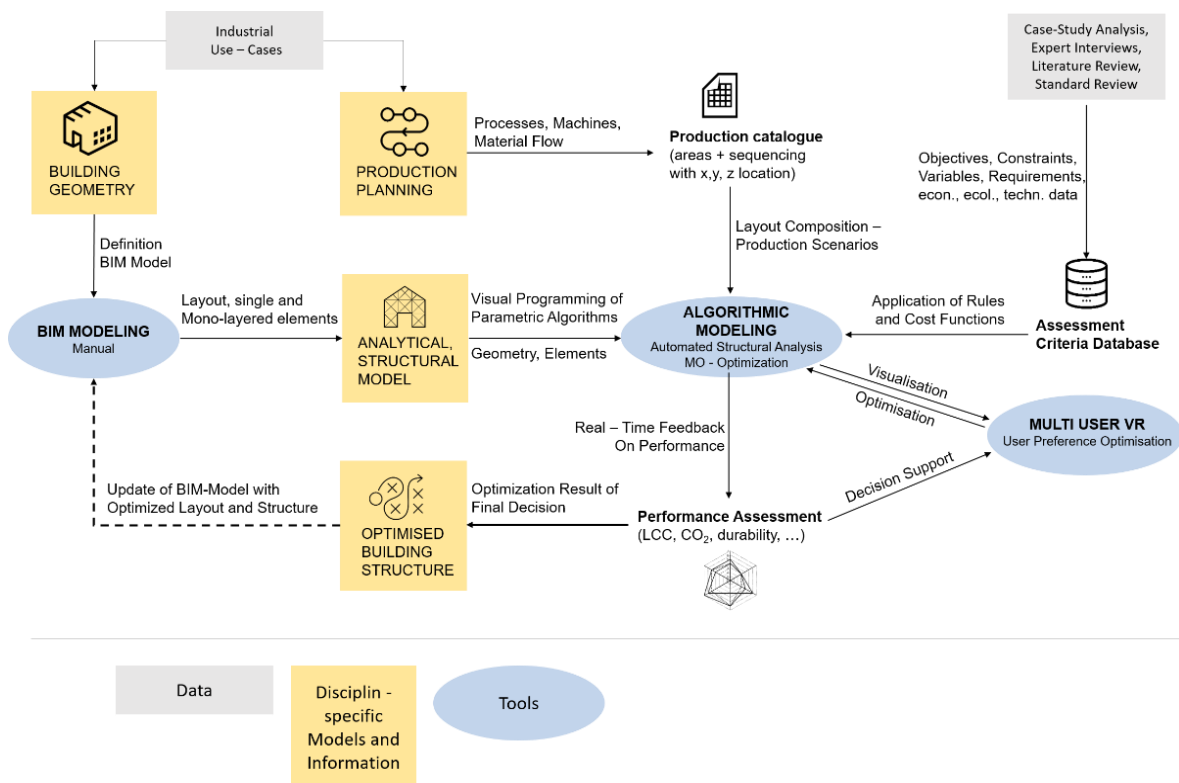 Industrial
Use – Cases
Case-Study Analysis,
Expert Interviews,
Literature Review,
Standard Review
BUILDING
GEOMETRY
PRODUCTION
PLANNING
Processes, Machines,
Material Flow
Production catalogue
(areas + sequencing
with x,y, z location)
Objectives, Constraints,
Variables, Requirements,
econ., ecol., techn. data
Definition
BIM Model
Layout Composition –
Production Scenarios
BIM MODELING
Manual
Layout, single and
Mono-layered elements
ANALYTICAL,
STRUCTURAL
MODEL
Visual Programming of
Parametric Algorithms
Geometry, Elements
ALGORITHMIC
MODELING
Automated Structural Analysis
MO - Optimization
Application of Rules
and Cost Functions
Assessment
Criteria Database
Visualisation
Optimisation
MULTI USER VR
User Preference Optimisation
Real – Time Feedback
On Performance
Decision Support
Update of BIM-Model with
Optimized Layout and Structure
OPTIMISED
BUILDING
STRUCTURE
Optimization Result of
Final Decision
Performance Assessment
(LCC, CO₂, durability, …)
Data
Disciplin -
specific
Models and
Information
Tools